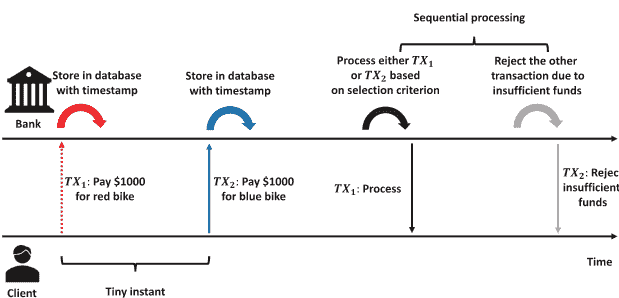 Sequential processing
Store in database
with timestamp
Store in database
with timestamp
Process either TX₁
or TX₂ based
on selection criterion
Reject the other
transaction due to
insufficient funds
Bank
TX₁: Pay $1000
for red bike
TX₂: Pay $1000
for blue bike
TX₁: Process
TX₂: Rejec
insufficient
funds
Time
Client
Tiny instant